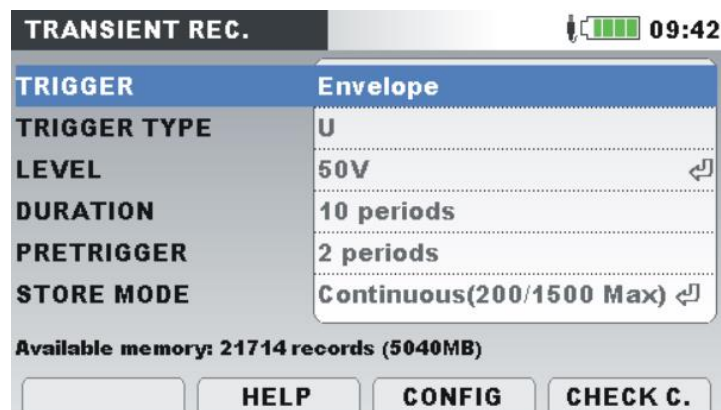 TRANSIENT REC. 09:42
TRIGGER Envelope
TRIGGER TYPE U
LEVEL 50V
DURATION 10 periods
PRETRIGGER 2 periods
STORE MODE Continuous(200/1500 Max)
Available memory: 21714 records (5040MB)
HELP CONFIG CHECK C.